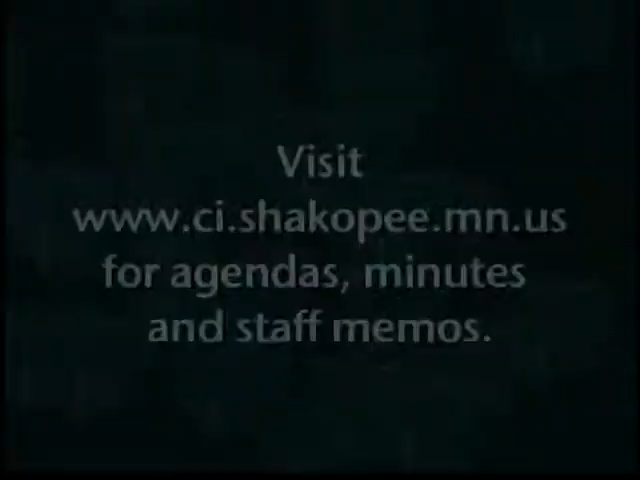 Visit
www.ci.shakopee.mn.us
for agendas, minutes
and staff memos.